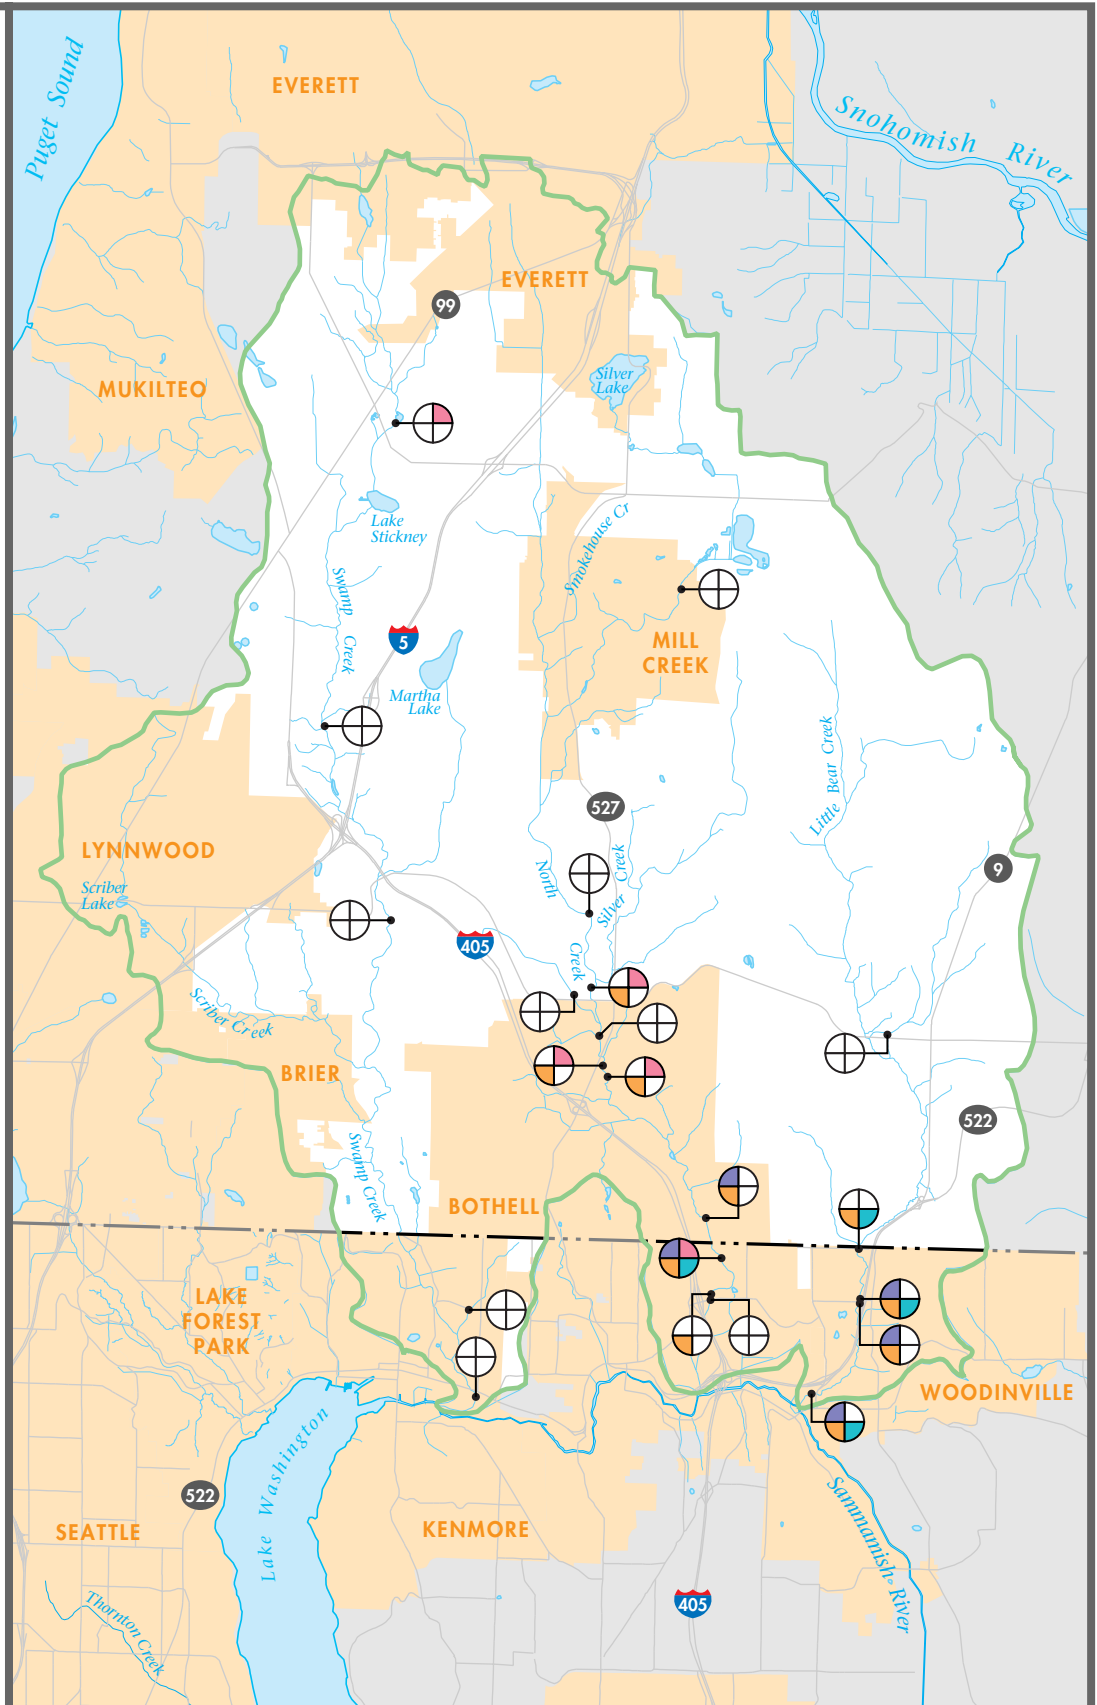 EVERETT
Puget Sound
Snohomish River
EVERETT
99
MUKILTEO
Silver
Lake
Lake
Stickney
Smokehouse Cr
Swamp Creek
5
MILL
CREEK
Martha
Lake
Little Bear Creek
527
LYNNWOOD
9
Scriber
Lake
North Creek
Silver Creek
405
Scriber Creek
BRIER
522
Swamp Creek
BOTHELL
LAKE
FOREST
PARK
WOODINVILLE
Lake Washington
522
SEATTLE
KENMORE
Sammamish River
Thornton Creek
405